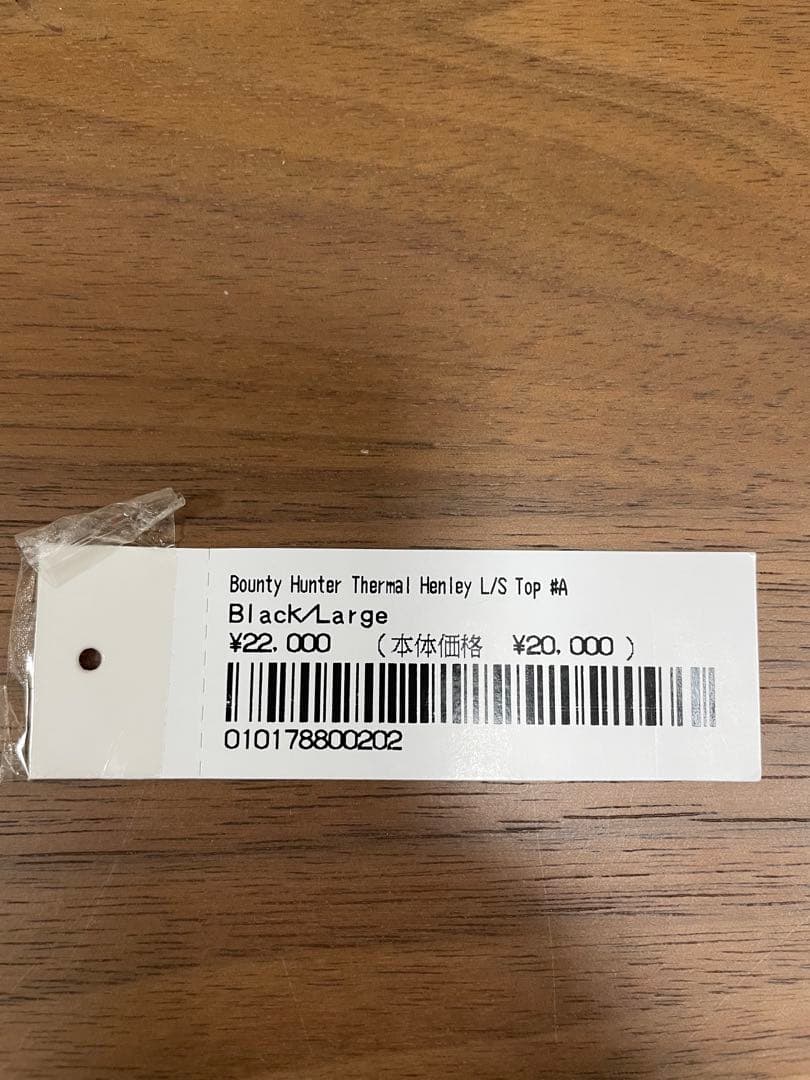 Bounty Hunter Thermal Henley L/S Top #A
Black/Large
¥22,000 (本体価格 ¥20,000 )
010178800202